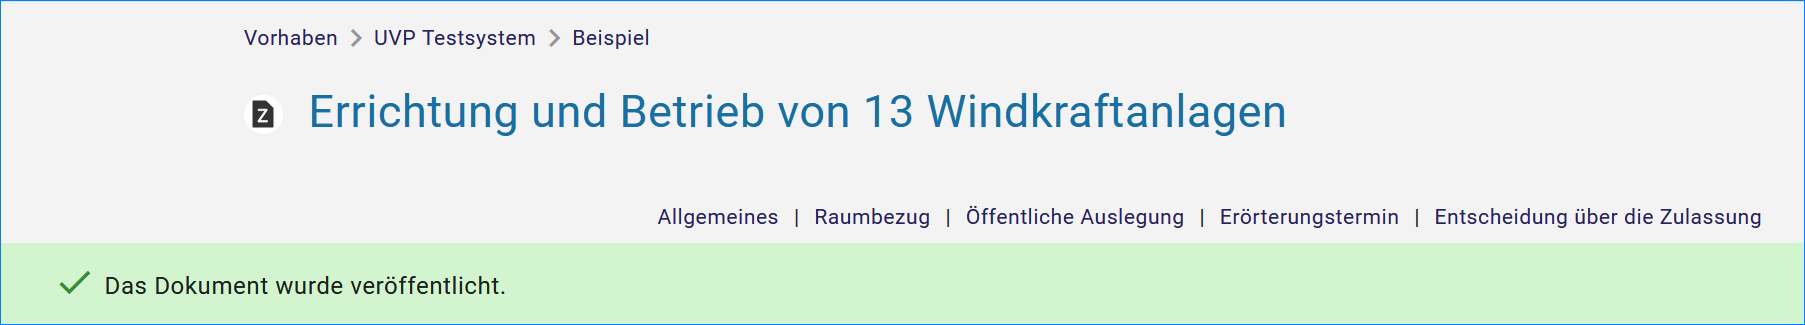 Vorhaben > UVP Testsystem > Beispiel
Z Errichtung und Betrieb von 13 Windkraftanlagen
Allgemeines | Raumbezug | Öffentliche Auslegung | Erörterungstermin | Entscheidung über die Zulassung
Das Dokument wurde veröffentlicht.